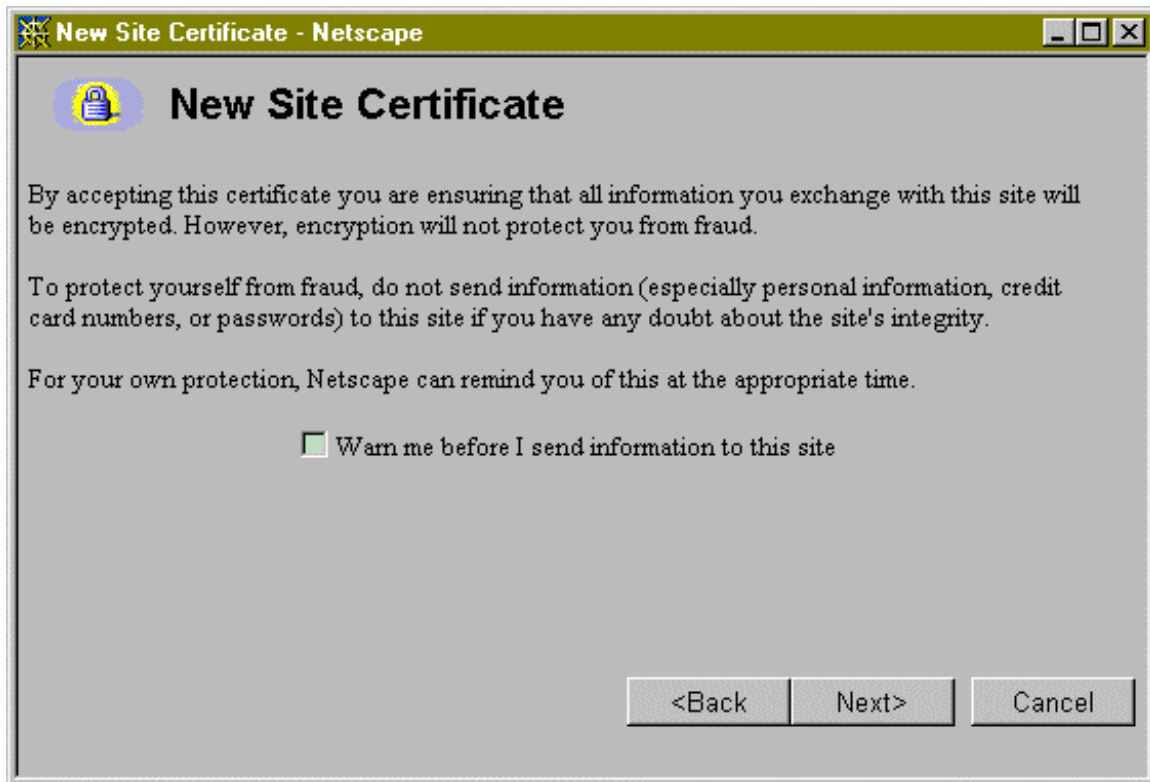 New Site Certificate - Netscape
New Site Certificate
By accepting this certificate you are ensuring that all information you exchange with this site will
be encrypted. However, encryption will not protect you from fraud.
To protect yourself from fraud, do not send information (especially personal information, credit
card numbers, or passwords) to this site if you have any doubt about the site's integrity.
For your own protection, Netscape can remind you of this at the appropriate time.
Warn me before I send information to this site
<Back Next> Cancel